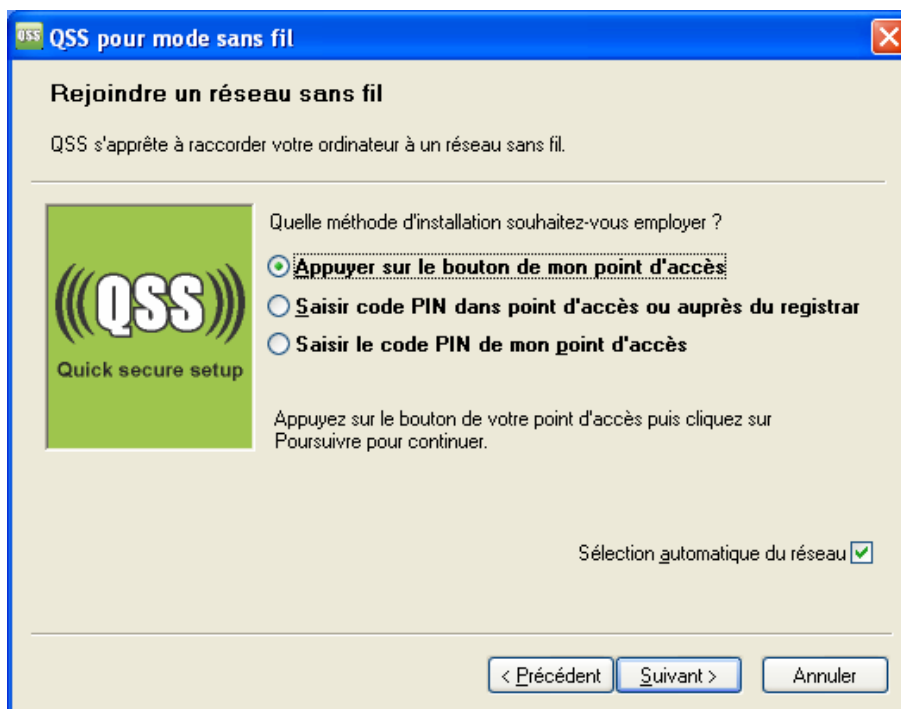 QSS QSS pour mode sans fil
Rejoindre un réseau sans fil
QSS s'apprête à raccorder votre ordinateur à un réseau sans fil.
(((QSS)))
Quick secure setup
Quelle méthode d'installation souhaitez-vous employer ?
Appuyer sur le bouton de mon point d'accès
Saisir code PIN dans point d'accès ou auprès du registrar
Saisir le code PIN de mon point d'accès
Appuyez sur le bouton de votre point d'accès puis cliquez sur
Poursuivre pour continuer.
Sélection automatique du réseau
< Précédent
Suivant >
Annuler